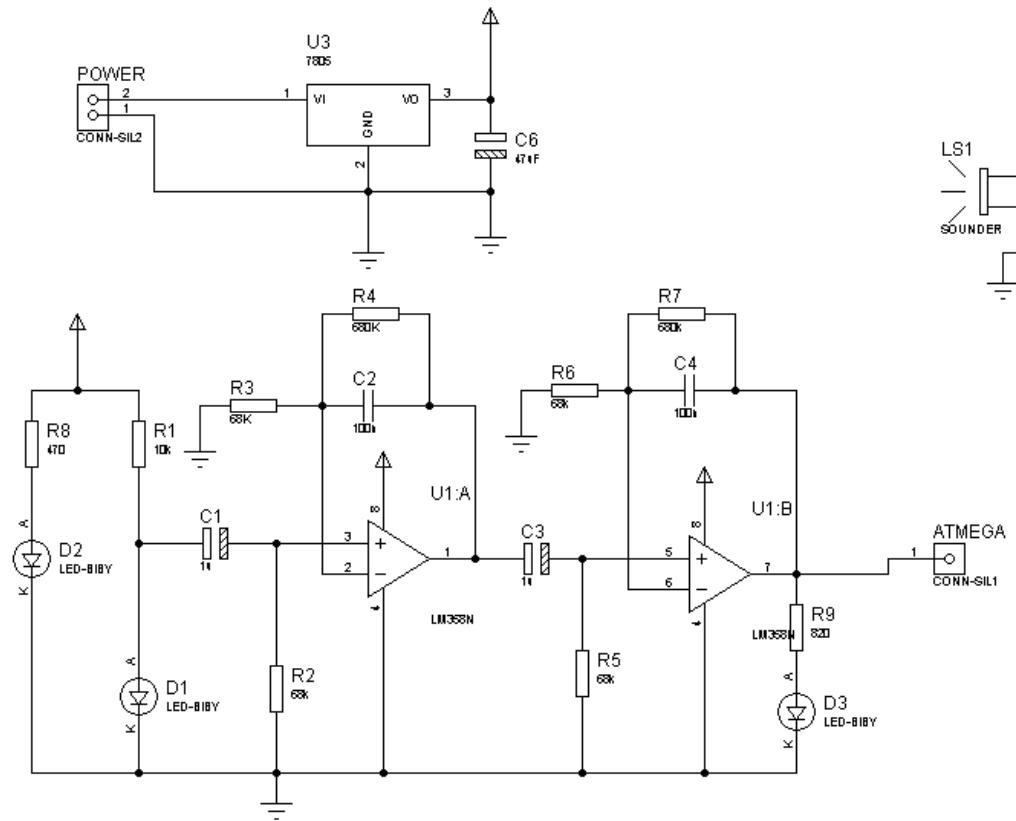 U3
7805
POWER
2
1
CONN-SIL2
1
VI
VO
3
GND
2
C6
LS1
SOUNDER
R4
680K
R7
680k
R3
68K
C2
100n
R6
68k
C4
100n
R8
470
R1
10k
U1:A
8
U1:B
8
A
D2
LED-BIBY
K
C1
1u
3
2
1
4
LM358N
C3
1u
5
6
7
4
LM358N
ATMEGA
1
CONN-SIL1
R9
820
A
D1
LED-BIBY
K
R2
68k
R5
68k
A
D3
LED-BIBY
K